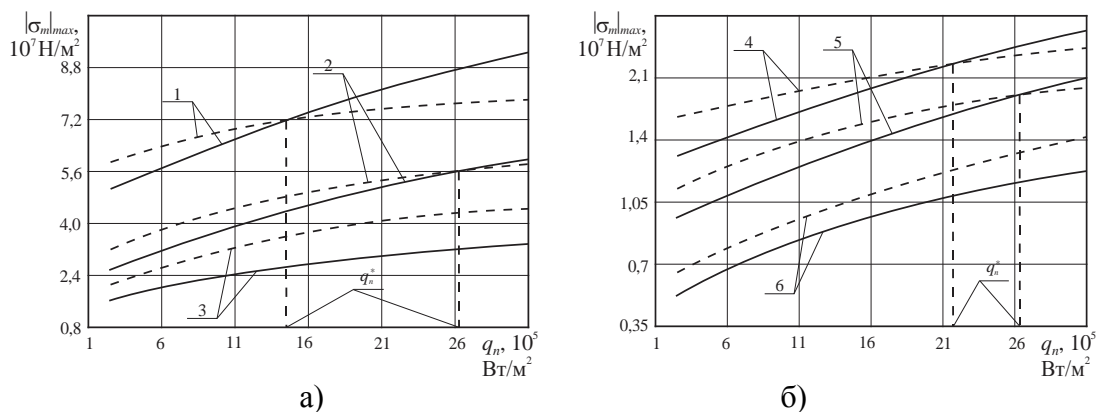 |σₘ|ₘₐₓ,
10⁷Н/м²
8,8
7,2
5,6
4,0
2,4
0,8
1
2
3
qₙ*
1 6 11 16 21 26 qₙ, 10⁵
Вт/м²
а)
|σₘ|ₘₐₓ,
10⁷Н/м²
2,1
1,4
1,05
0,7
0,35
4
5
6
qₙ*
1 6 11 16 21 26 qₙ, 10⁵
Вт/м²
б)